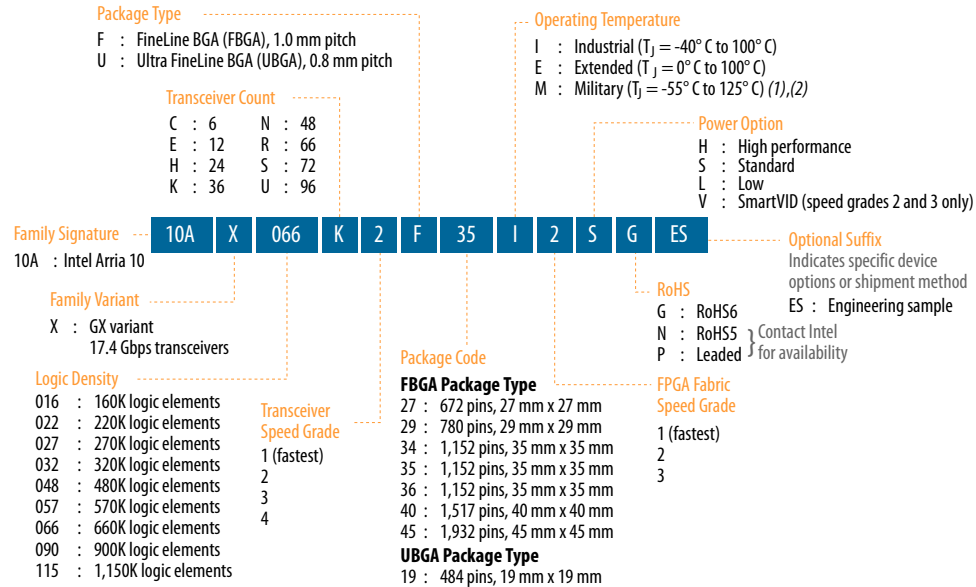 Package Type
F : FineLine BGA (FBGA), 1.0 mm pitch
U : Ultra FineLine BGA (UBGA), 0.8 mm pitch
Operating Temperature
I : Industrial (TJ = -40° C to 100° C)
E : Extended (TJ = 0° C to 100° C)
M : Military (TJ = -55° C to 125° C) (1),(2)
Transceiver Count
C : 6 N : 48
E : 12 R : 66
H : 24 S : 72
K : 36 U : 96
Power Option
H : High performance
S : Standard
L : Low
V : SmartVID (speed grades 2 and 3 only)
10A X 066 K 2 F 35 I 2 S G ES
Family Signature
10A : Intel Arria 10
Optional Suffix
Indicates specific device
options or shipment method
ES : Engineering sample
Family Variant
X : GX variant
17.4 Gbps transceivers
RoHS
G : RoHS6
N : RoHS5
P : Leaded
} Contact Intel
for availability
Logic Density
016 : 160K logic elements
022 : 220K logic elements
027 : 270K logic elements
032 : 320K logic elements
048 : 480K logic elements
057 : 570K logic elements
066 : 660K logic elements
090 : 900K logic elements
115 : 1,150K logic elements
Transceiver
Speed Grade
1 (fastest)
2
3
4
Package Code
FBGA Package Type
27 : 672 pins, 27 mm x 27 mm
29 : 780 pins, 29 mm x 29 mm
34 : 1,152 pins, 35 mm x 35 mm
35 : 1,152 pins, 35 mm x 35 mm
36 : 1,152 pins, 35 mm x 35 mm
40 : 1,517 pins, 40 mm x 40 mm
45 : 1,932 pins, 45 mm x 45 mm
UBGA Package Type
19 : 484 pins, 19 mm x 19 mm
FPGA Fabric
Speed Grade
1 (fastest)
2
3